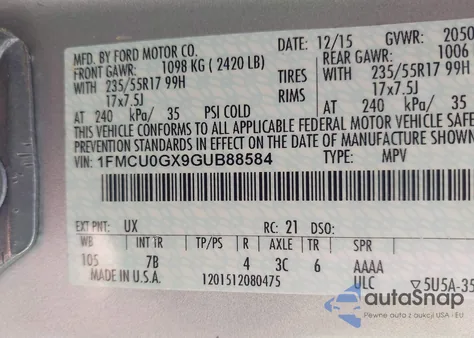 MFD. BY FORD MOTOR CO. DATE: 12/15 GVWR: 2050
FRONT GAWR: 1098 KG ( 2420 LB) REAR GAWR: 1006
WITH 235/55R17 99H TIRES WITH 235/55R17 99H
17x7.5J RIMS 17x7.5J
AT 240 kPa/ 35 PSI COLD AT 240 kPa/ 35
THIS VEHICLE CONFORMS TO ALL APPLICABLE FEDERAL MOTOR VEHICLE SAFE
PREVENTION STANDARDS IN EFFECT ON THE DATE OF MANUFACTURE SHOWN
VIN: 1FMCU0GX9GUB88584 TYPE: MPV
EXT PNT: UX RC: 21 DSO:
WB INT TR TP/PS R AXLE TR SPR
105 7B 4 3C 6 AAAA
MADE IN U.S.A. 1201512080475 ULC ▽5U5A-35
autoSnap
Pewne auto z USA i EU